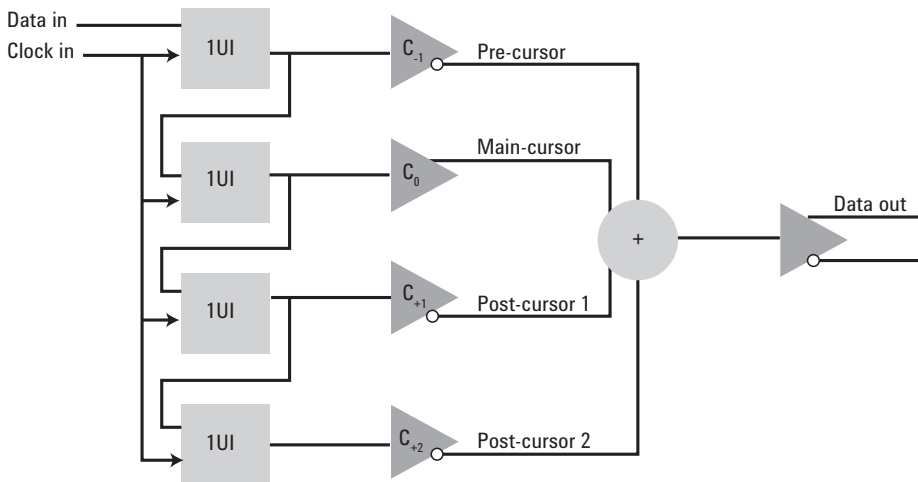 Data in
Clock in
1UI
C-1
Pre-cursor
1UI
C0
Main-cursor
+
Data out
1UI
C+1
Post-cursor 1
1UI
C+2
Post-cursor 2